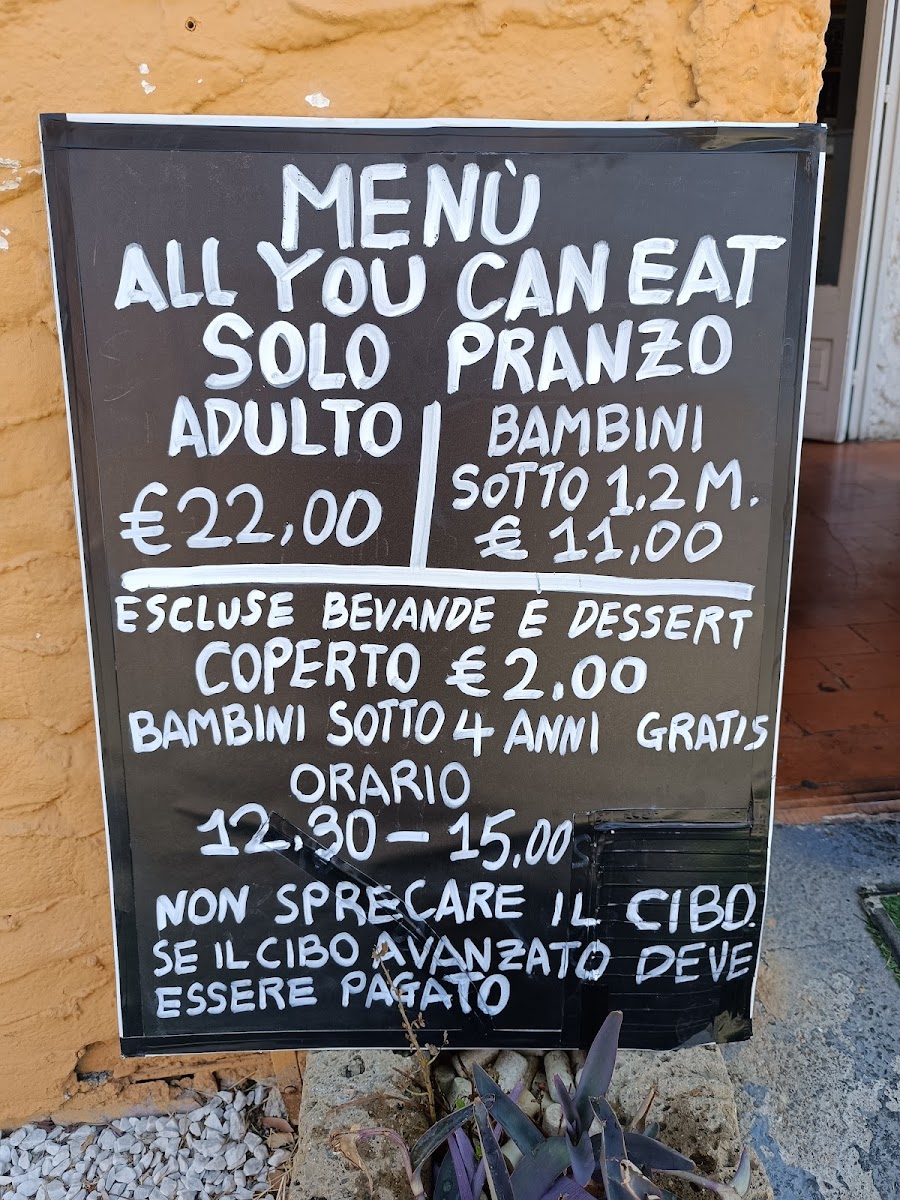 MENÙ
ALL YOU CAN EAT
SOLO PRANZO
ADULTO
€22,00
BAMBINI
SOTTO 1.2 M.
€ 11,00
ESCLUSE BEVANDE E DESSERT
COPERTO €2.00
BAMBINI SOTTO 4 ANNI GRATIS
ORARIO
12.30 - 15.00
NON SPRECARE IL CIBO.
SE IL CIBO AVANZATO DEVE
ESSERE PAGATO